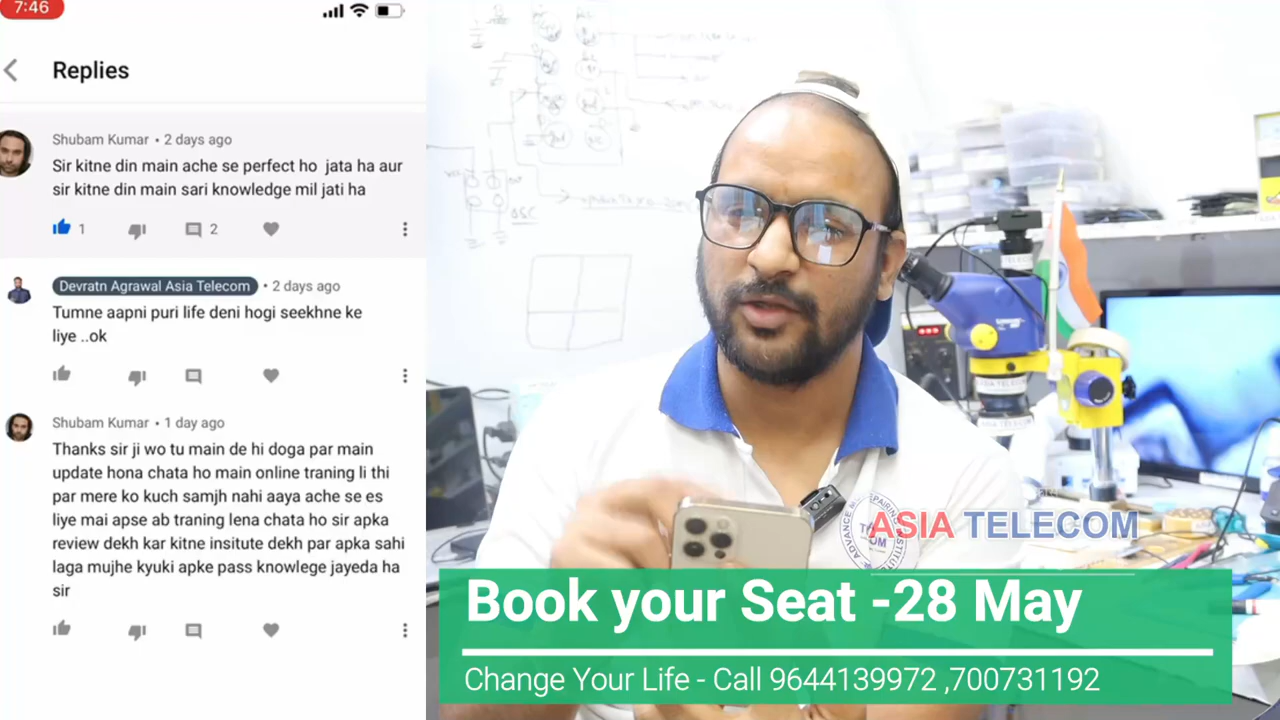 7:46
Replies
Shubam Kumar • 2 days ago
Sir kitne din main ache se perfect ho jata ha aur
sir kitne din main sari knowledge mil jati ha
1
2
Devratn Agrawal Asia Telecom • 2 days ago
Tumne aapni puri life deni hogi seekhne ke
liye ..ok
Shubam Kumar • 1 day ago
Thanks sir ji wo tu main de hi doga par main
update hona chata ho main online traning li thi
par mere ko kuch samjh nahi aaya ache se es
liye mai apse ab traning lena chata ho sir apka
review dekh kar kitne insitute dekh par apka sahi
laga mujhe kyuki apke pass knowlege jayeda ha
sir
ASIA TELECOM
ASIA TELECOM
Book your Seat -28 May
Change Your Life - Call 9644139972 ,700731192